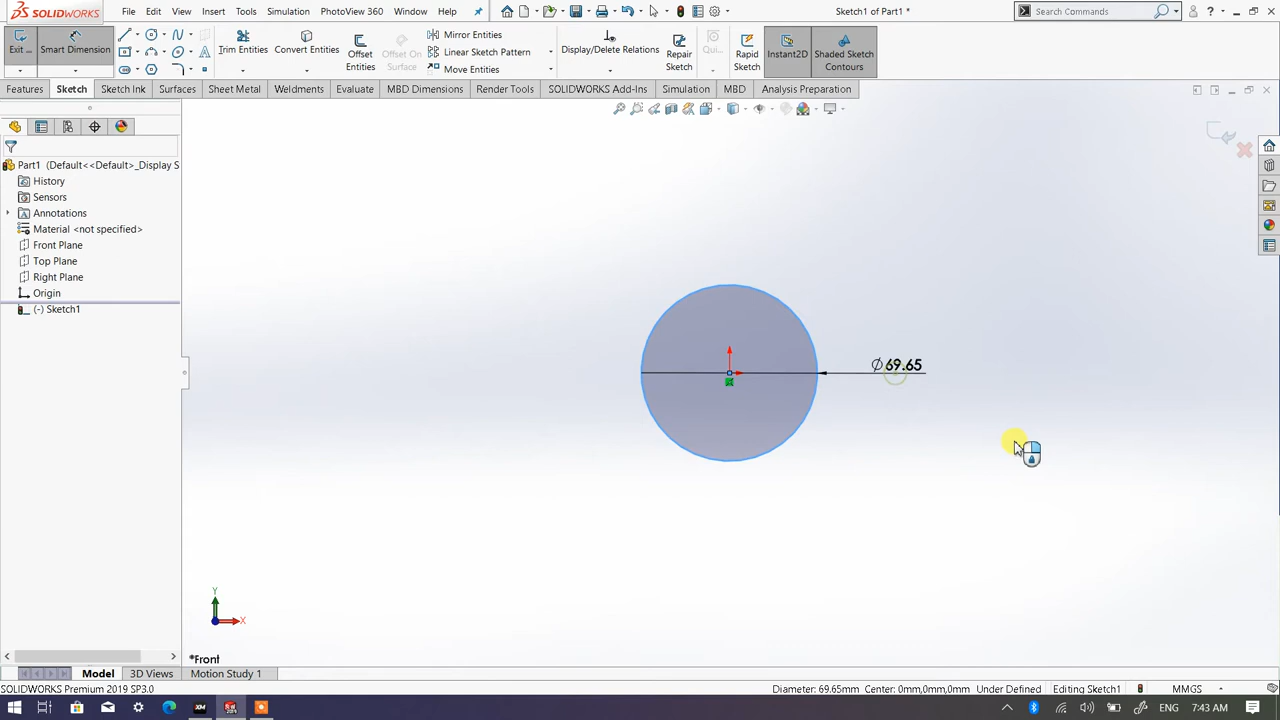 SOLIDWORKS File Edit View Insert Tools Simulation PhotoView 360 Window Help Sketch1 of Part1 * Search Commands
Exit ... Smart Dimension Trim Entities Convert Entities Offset Entities Offset On Surface Mirror Entities Linear Sketch Pattern Move Entities Display/Delete Relations Repair Sketch Qui... Rapid Sketch Instant2D Shaded Sketch Contours
Features Sketch Sketch Ink Surfaces Sheet Metal Weldments Evaluate MBD Dimensions Render Tools SOLIDWORKS Add-Ins Simulation MBD Analysis Preparation
Part1 (Default<<Default>_Display S
History
Sensors
Annotations
Material <not specified>
Front Plane
Top Plane
Right Plane
Origin
(-) Sketch1
Ø69.65
Y
X
*Front
Model 3D Views Motion Study 1
SOLIDWORKS Premium 2019 SP3.0 Diameter: 69.65mm Center: 0mm,0mm,0mm Under Defined Editing Sketch1 MMGS
ENG 7:43 AM